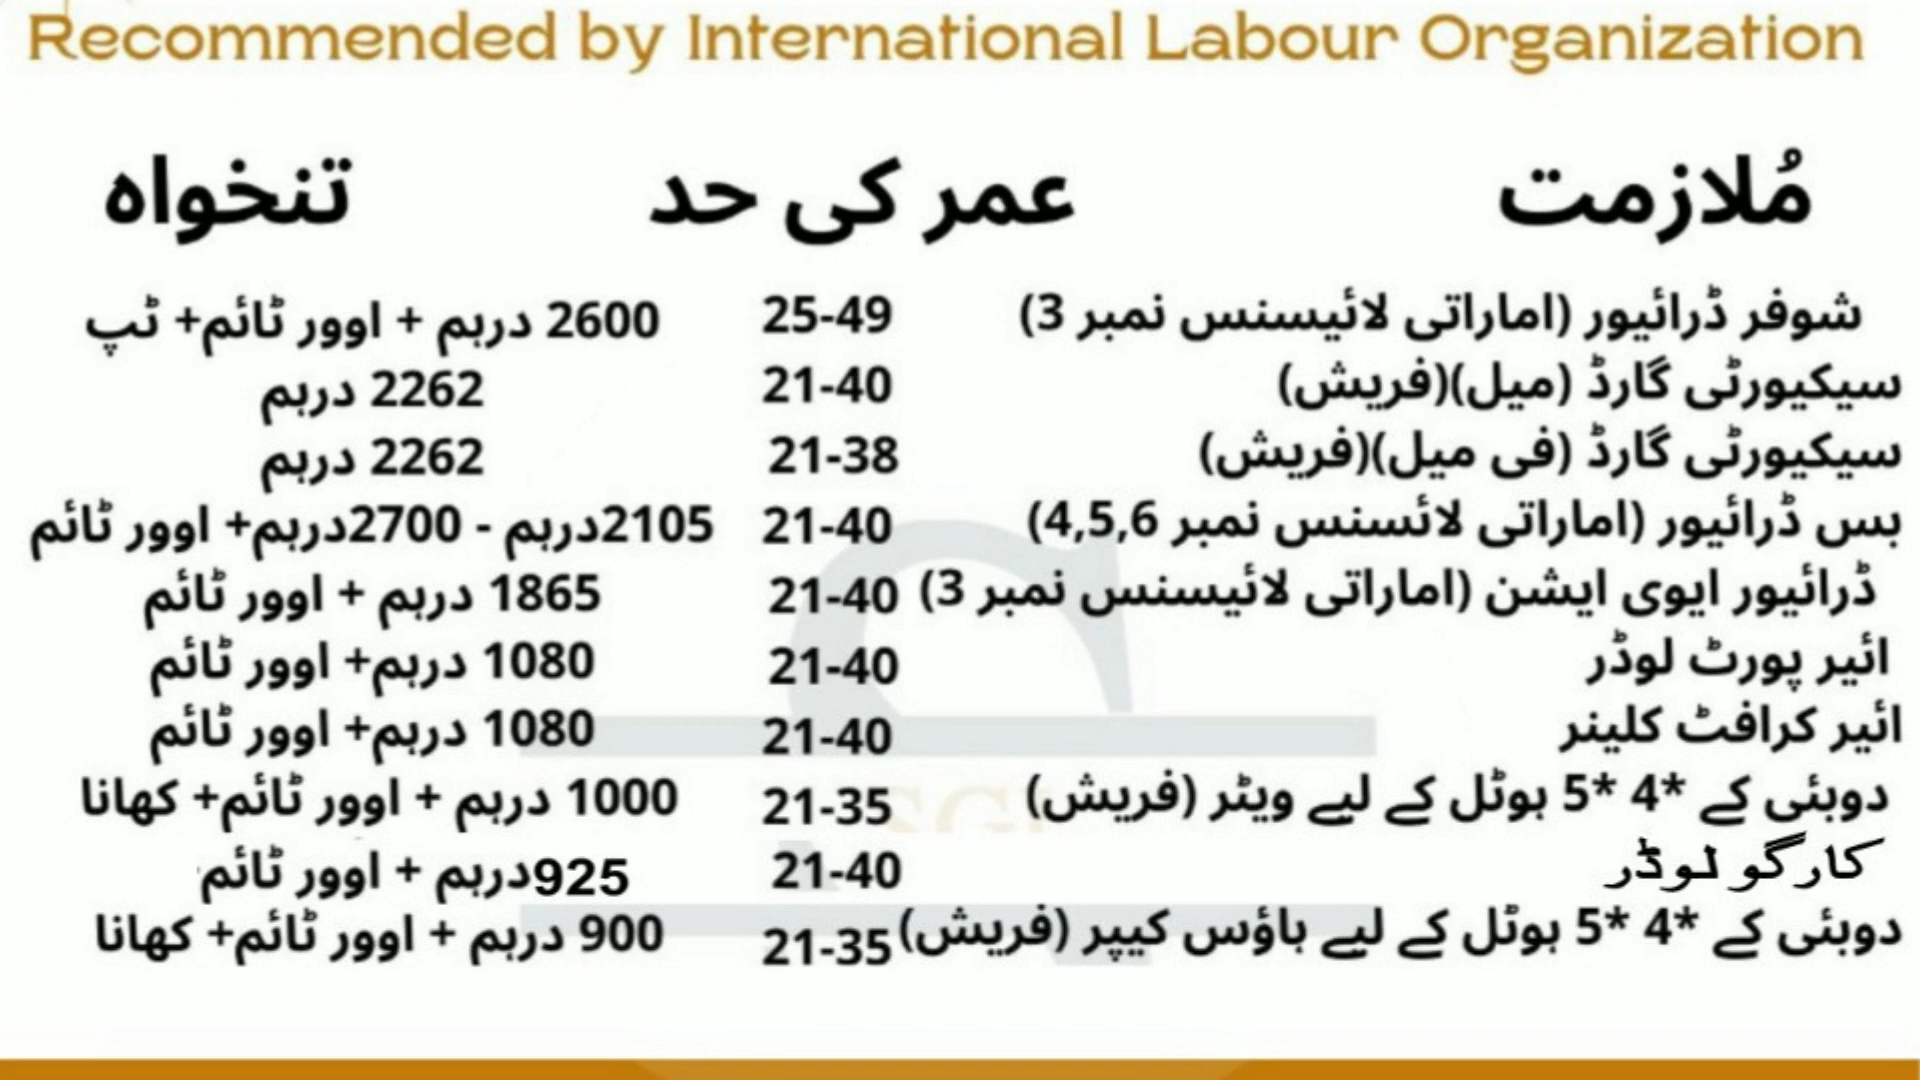 Recommended by International Labour Organization
مُلازمت عمر کی حد تنخواہ
شوفر ڈرائیور (اماراتی لائیسنس نمبر 3) 25-49 2600 درہم + اوور ٹائم+ ٹپ
سیکیورٹی گارڈ (میل)(فریش) 21-40 2262 درہم
سیکیورٹی گارڈ (فی میل)(فریش) 21-38 2262 درہم
بس ڈرائیور (اماراتی لائسنس نمبر 4,5,6) 21-40 2105درہم - 2700درہم+ اوور ٹائم
ڈرائیور ایوی ایشن (اماراتی لائیسنس نمبر 3) 21-40 1865 درہم + اوور ٹائم
ائیر پورٹ لوڈر 21-40 1080 درہم+ اوور ٹائم
ائیر کرافٹ کلینر 21-40 1080 درہم+ اوور ٹائم
دوبئی کے *4 *5 ہوٹل کے لیے ویٹر (فریش) 21-35 1000 درہم + اوور ٹائم+ کھانا
کارگو لوڈر 21-40 925درہم + اوور ٹائم
دوبئی کے *4 *5 ہوٹل کے لیے ہاؤس کیپر (فریش) 21-35 900 درہم + اوور ٹائم+ کھانا